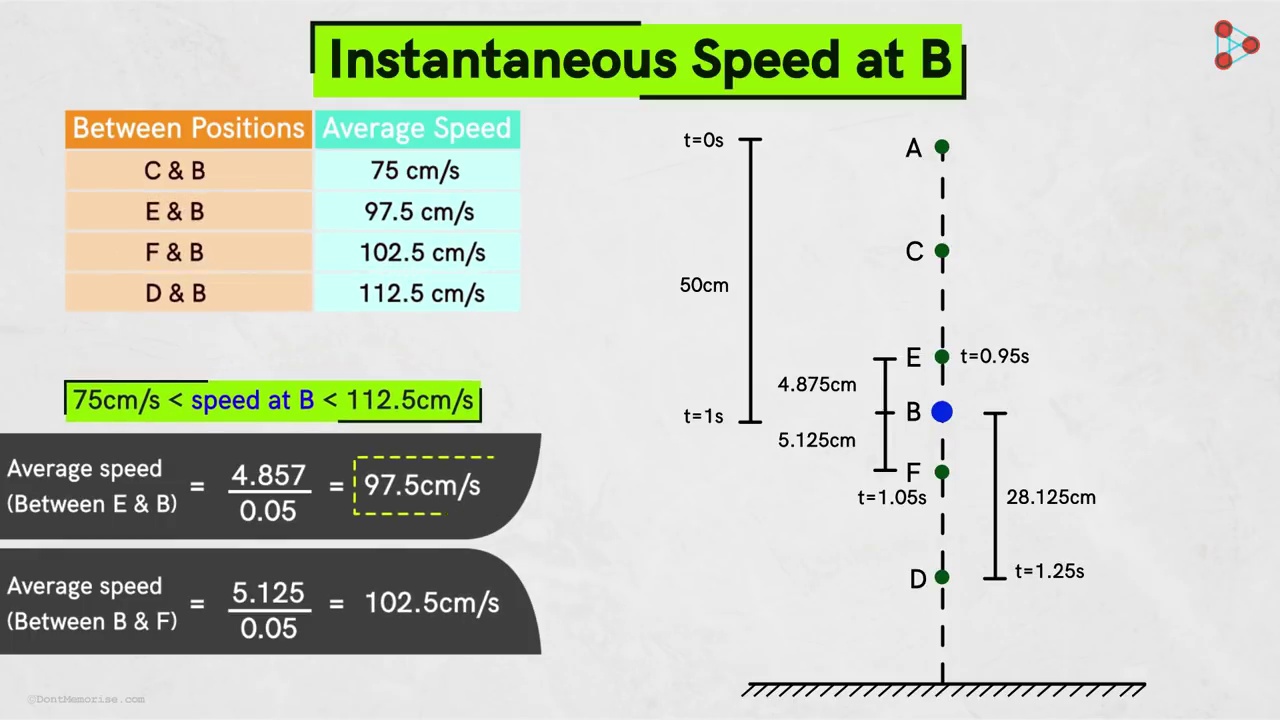 Instantaneous Speed at B
Between Positions Average Speed
C & B 75 cm/s
E & B 97.5 cm/s
F & B 102.5 cm/s
D & B 112.5 cm/s
75cm/s < speed at B < 112.5cm/s
Average speed
(Between E & B)
=
4.857
0.05
=
97.5cm/s
Average speed
(Between B & F)
=
5.125
0.05
=
102.5cm/s
t=0s
50cm
t=1s
A
C
E
t=0.95s
4.875cm
B
5.125cm
F
t=1.05s
28.125cm
D
t=1.25s
©DontMemorise.com